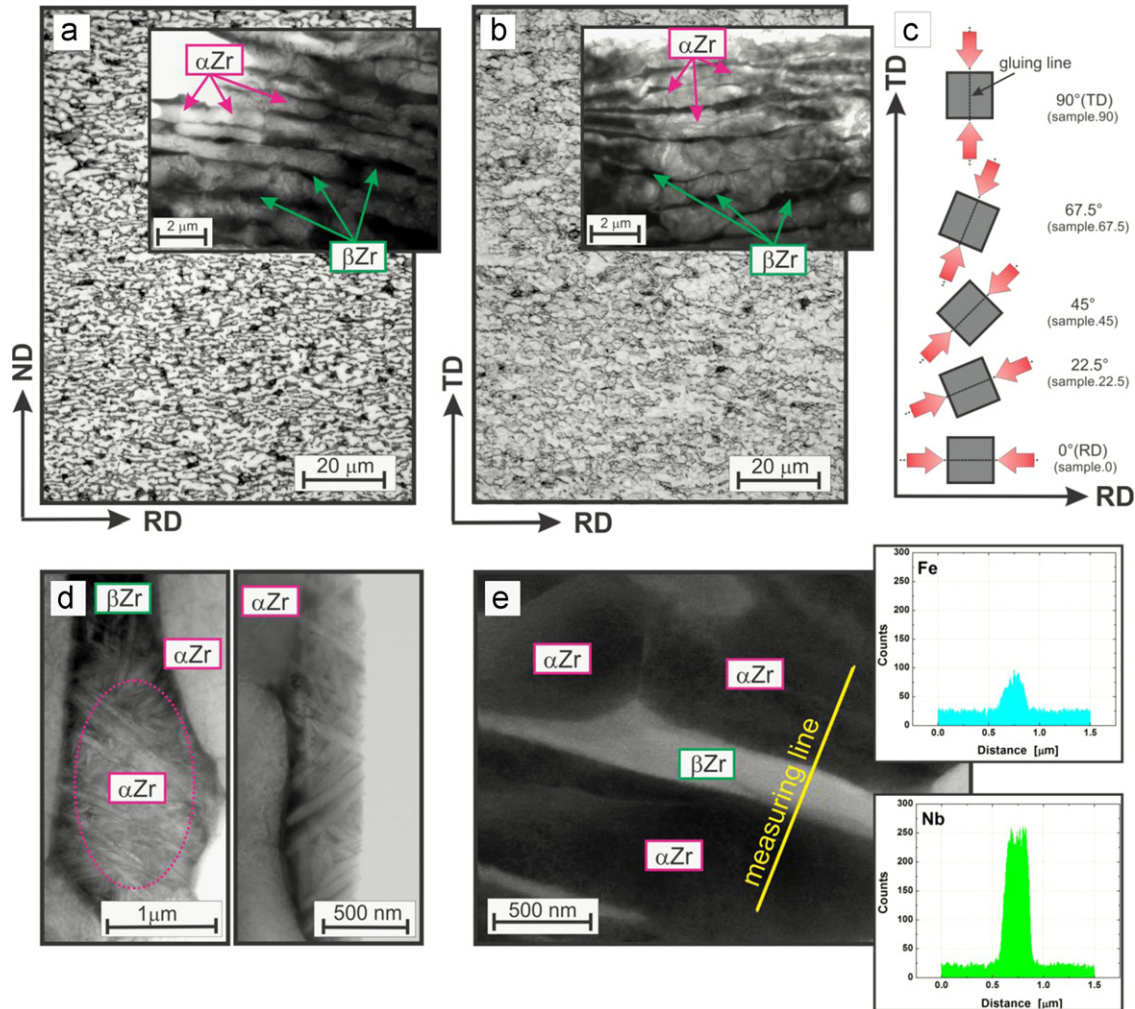 a
αZr
βZr
2 μm
20 μm
ND
RD
b
αZr
βZr
2 μm
20 μm
TD
RD
c
TD
gluing line
90°(TD)
(sample.90)
67.5°
(sample.67.5)
45°
(sample.45)
22.5°
(sample.22.5)
0°(RD)
(sample.0)
RD
d
βZr
αZr
αZr
1μm
αZr
500 nm
e
αZr
αZr
βZr
αZr
measuring line
500 nm
Fe
Counts
300
250
200
150
100
50
0
0.0 0.5 1.0 1.5
Distance [μm]
Nb
Counts
300
250
200
150
100
50
0
0.0 0.5 1.0 1.5
Distance [μm]